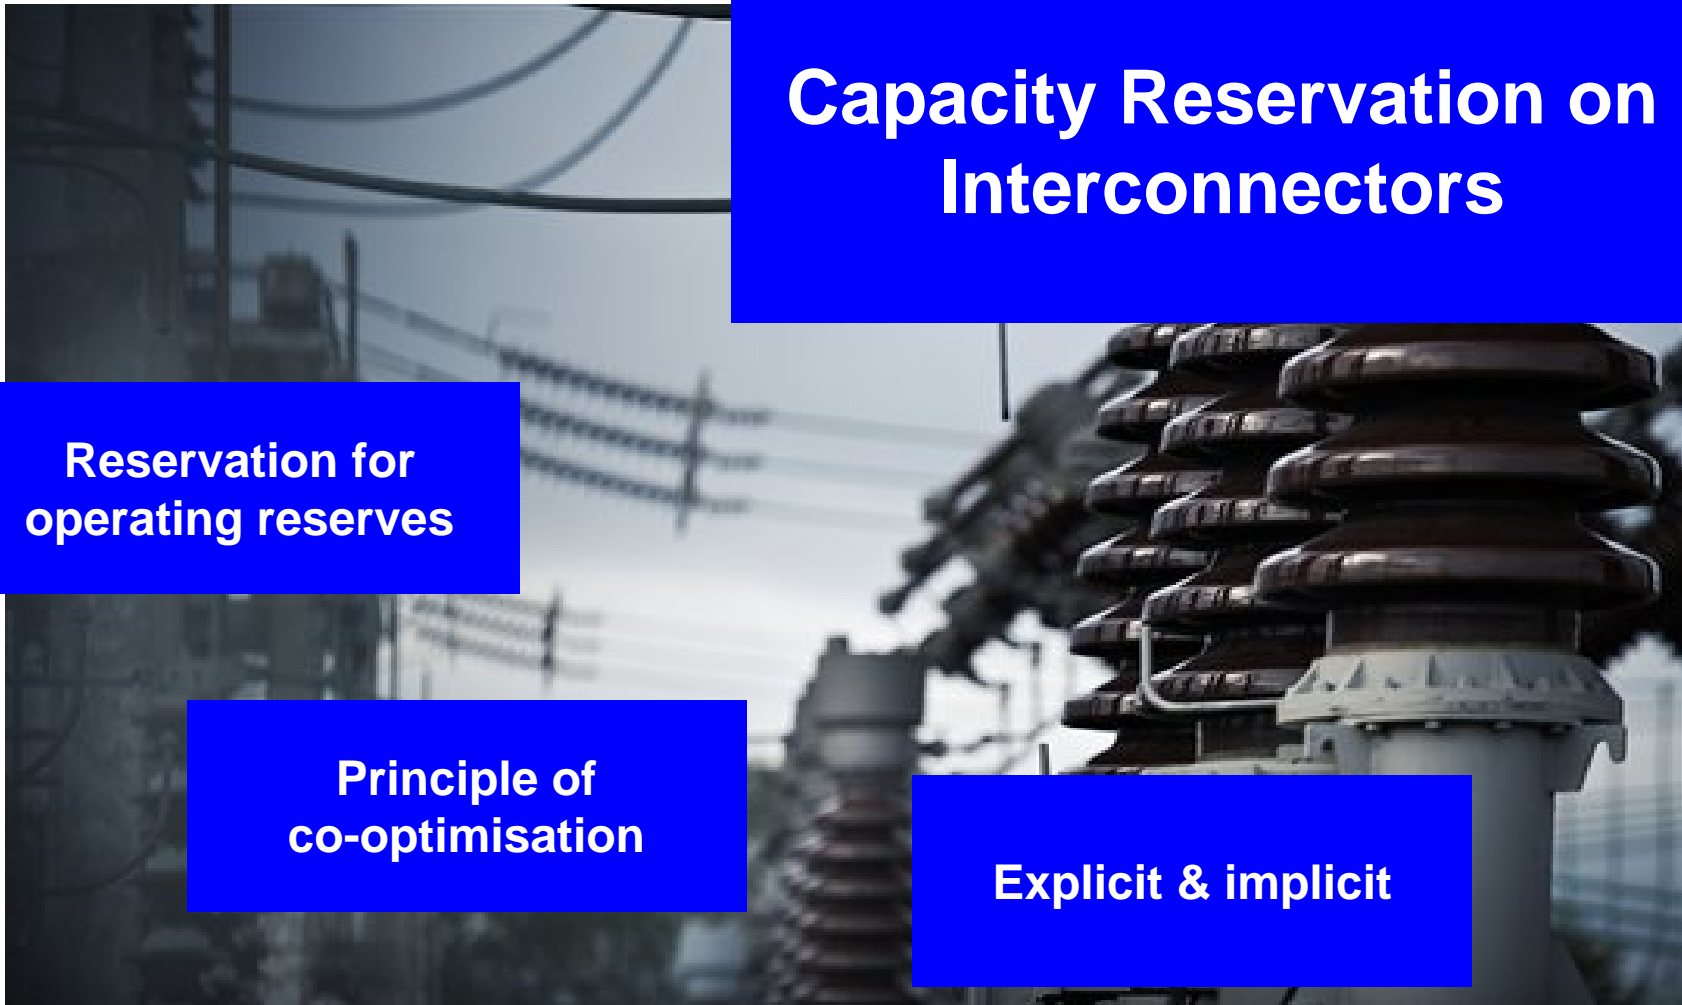 Capacity Reservation on
Interconnectors
Reservation for
operating reserves
Principle of
co-optimisation
Explicit & implicit